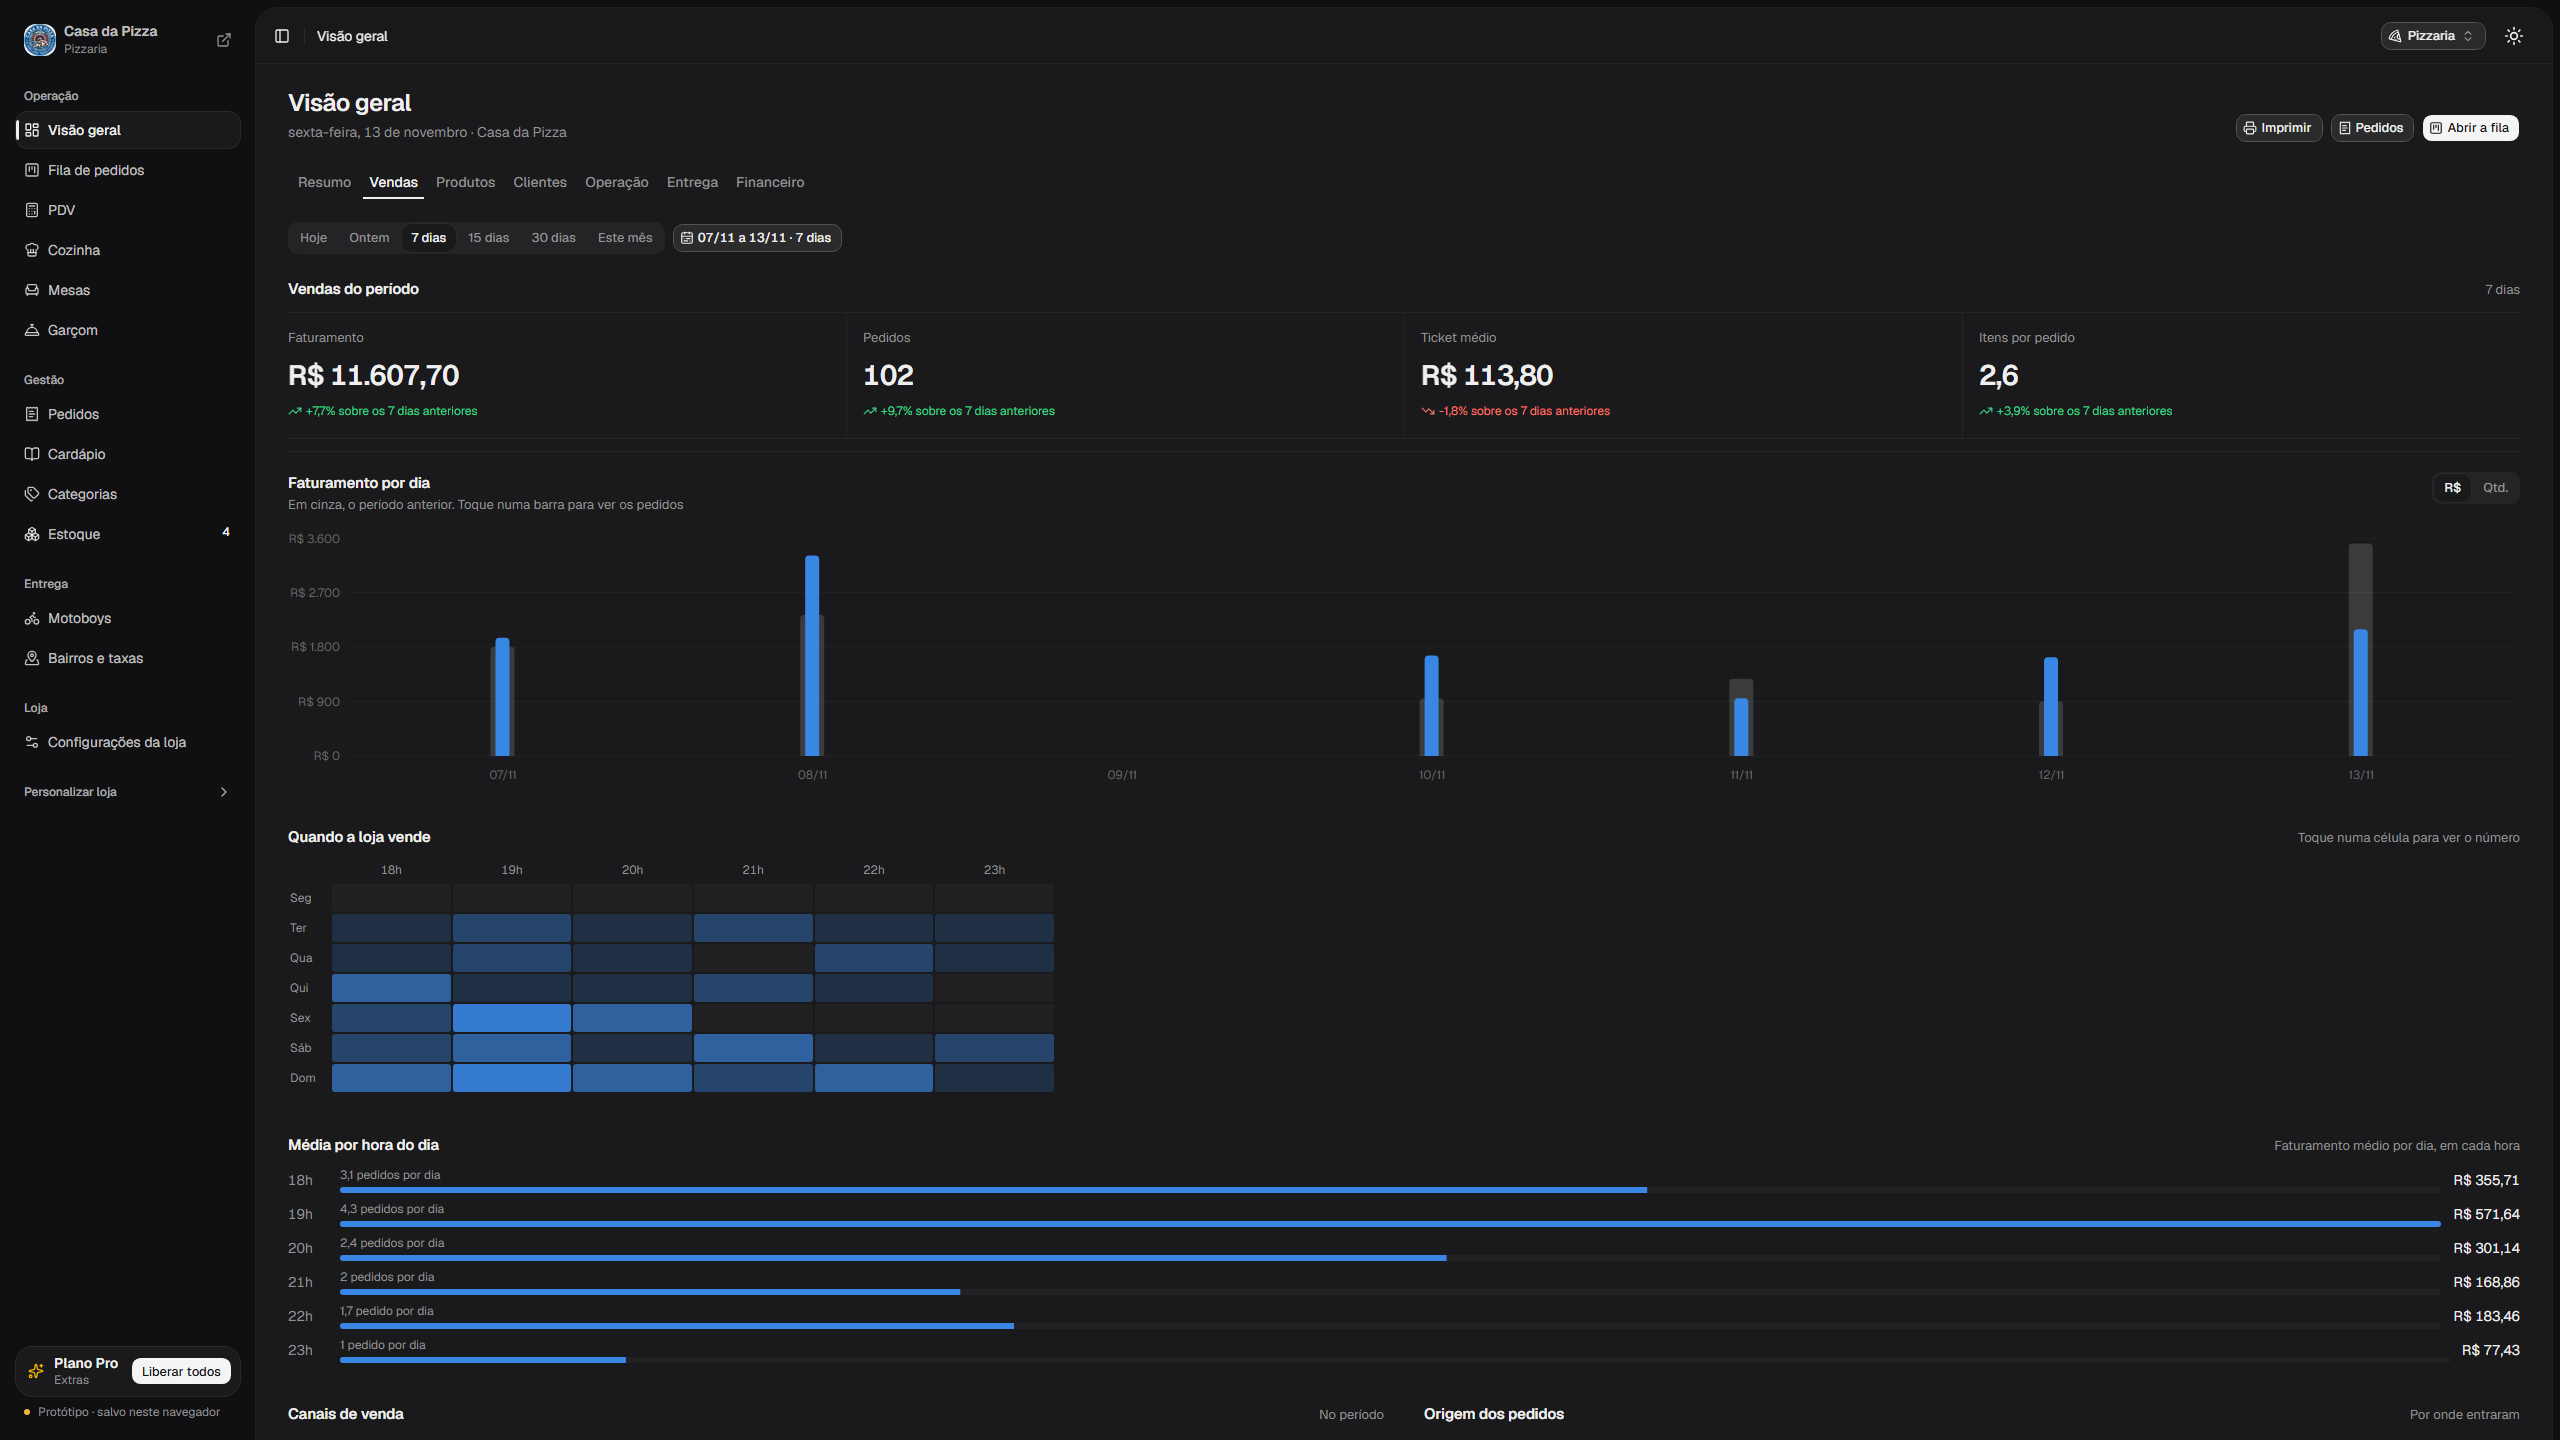 Casa da Pizza
Pizzaria
Operação
Visão geral
Fila de pedidos
PDV
Cozinha
Mesas
Garçom
Gestão
Pedidos
Cardápio
Categorias
Estoque 4
Entrega
Motoboys
Bairros e taxas
Loja
Configurações da loja
Personalizar loja
Plano Pro
Extras
Liberar todos
Protótipo · salvo neste navegador
Visão geral
Pizzaria
Visão geral
sexta-feira, 13 de novembro · Casa da Pizza
Imprimir Pedidos Abrir a fila
Resumo Vendas Produtos Clientes Operação Entrega Financeiro
Hoje Ontem 7 dias 15 dias 30 dias Este mês 07/11 a 13/11 · 7 dias
Vendas do período 7 dias
Faturamento
R$ 11.607,70
+7,7% sobre os 7 dias anteriores
Pedidos
102
+9,7% sobre os 7 dias anteriores
Ticket médio
R$ 113,80
-1,8% sobre os 7 dias anteriores
Itens por pedido
2,6
+3,9% sobre os 7 dias anteriores
Faturamento por dia
Em cinza, o período anterior. Toque numa barra para ver os pedidos
R$ Qtd.
R$ 3.600
R$ 2.700
R$ 1.800
R$ 900
R$ 0
07/11 08/11 09/11 10/11 11/11 12/11 13/11
Quando a loja vende Toque numa célula para ver o número
18h 19h 20h 21h 22h 23h
Seg
Ter
Qua
Qui
Sex
Sáb
Dom
Média por hora do dia Faturamento médio por dia, em cada hora
18h 3,1 pedidos por dia R$ 355,71
19h 4,3 pedidos por dia R$ 571,64
20h 2,4 pedidos por dia R$ 301,14
21h 2 pedidos por dia R$ 168,86
22h 1,7 pedido por dia R$ 183,46
23h 1 pedido por dia R$ 77,43
Canais de venda No período
Origem dos pedidos Por onde entraram